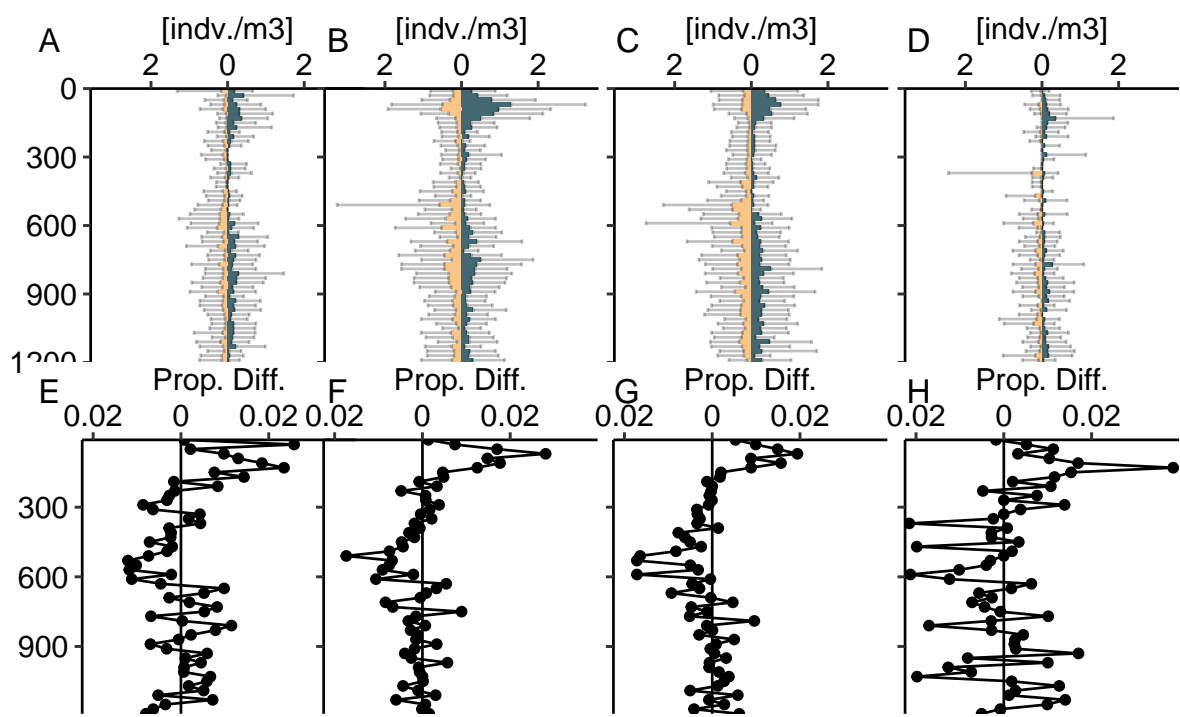 A [indv./m3] B [indv./m3] C [indv./m3] D [indv./m3]
2 0 2 2 0 2 2 0 2 2 0 2
0
300
600
900
1200
E Prop. Diff. F Prop. Diff. G Prop. Diff. H Prop. Diff.
0.02 0 0.02 0.02 0 0.02 0.02 0 0.02 0.02 0 0.02
300
600
900